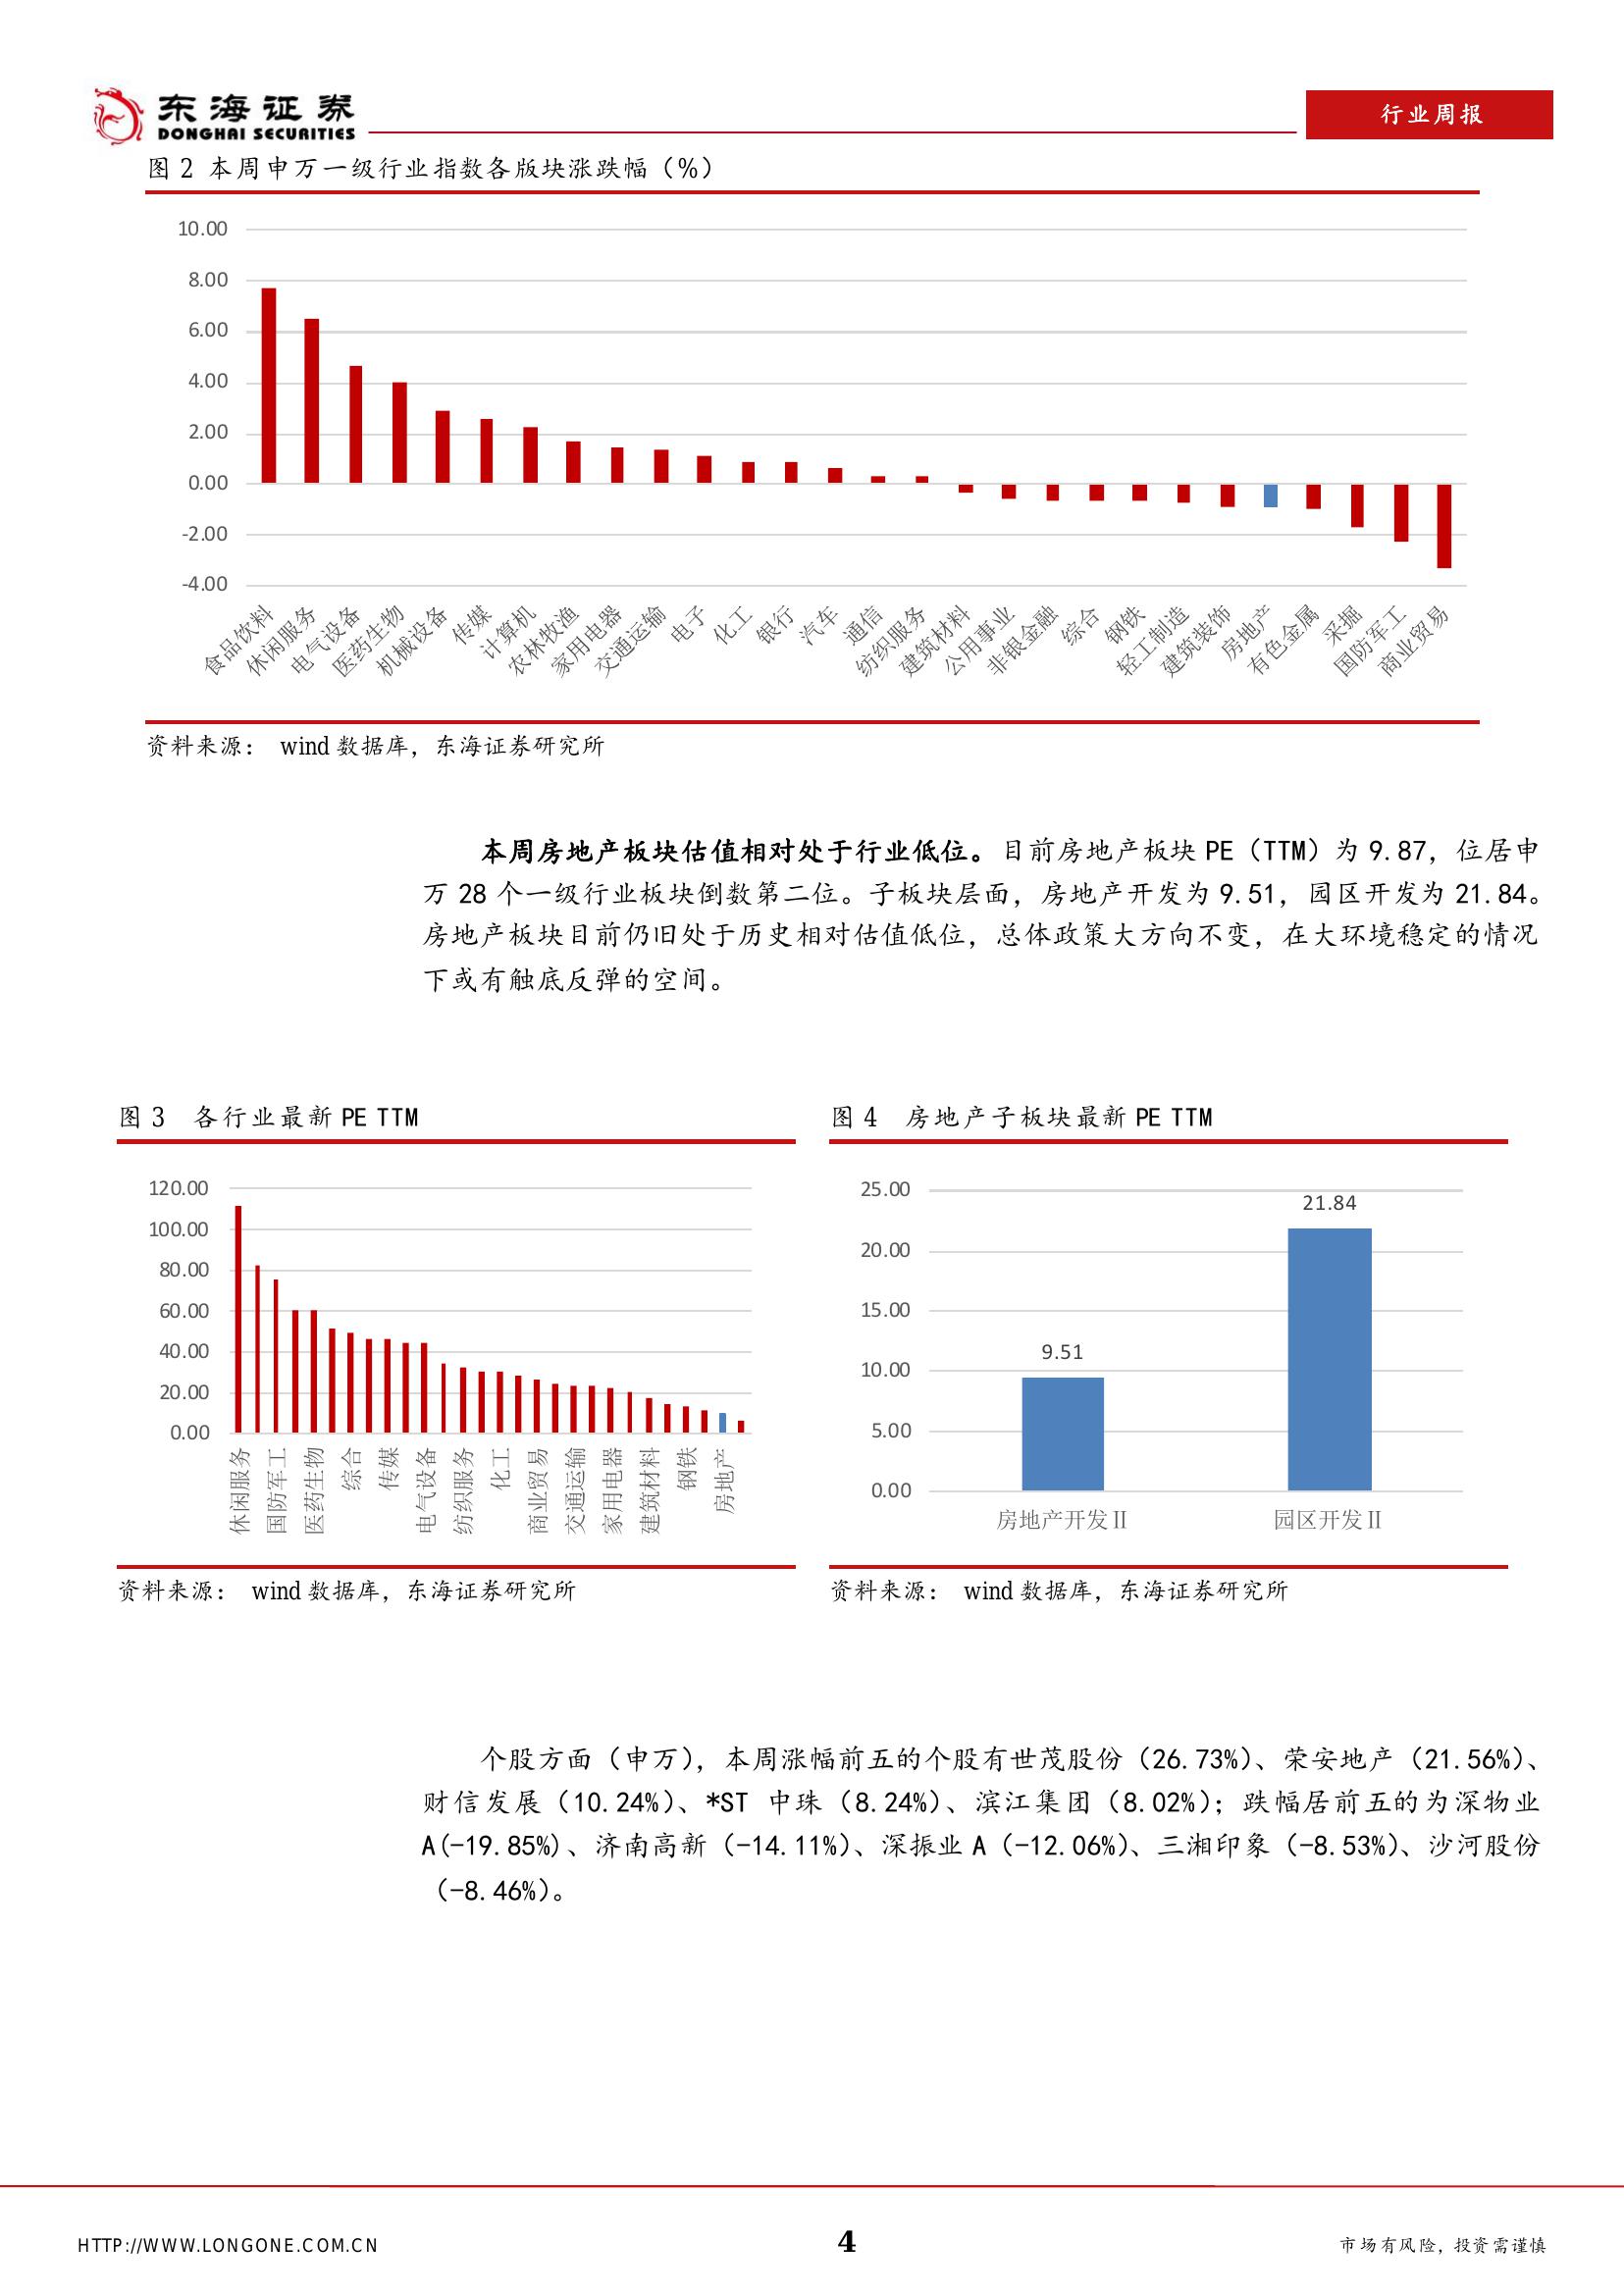 东海证券
DONGHAI SECURITIES
行业周报
图 2 本周申万一级行业指数各版块涨跌幅（%）
10.00
8.00
6.00
4.00
2.00
0.00
-2.00
-4.00
食品饮料
休闲服务
电气设备
医药生物
机械设备
传媒
计算机
农林牧渔
家用电器
交通运输
电子
化工
银行
汽车
通信
纺织服务
建筑材料
公用事业
非银金融
综合
钢铁
轻工制造
建筑装饰
房地产
有色金属
采掘
国防军工
商业贸易
资料来源： wind 数据库，东海证券研究所
本周房地产板块估值相对处于行业低位。目前房地产板块 PE（TTM）为 9.87，位居申
万 28 个一级行业板块倒数第二位。子板块层面，房地产开发为 9.51，园区开发为 21.84。
房地产板块目前仍旧处于历史相对估值低位，总体政策大方向不变，在大环境稳定的情况
下或有触底反弹的空间。
图 3 各行业最新 PE TTM
120.00
100.00
80.00
60.00
40.00
20.00
0.00
休闲服务
国防军工
医药生物
综合
传媒
电气设备
纺织服务
化工
商业贸易
交通运输
家用电器
建筑材料
钢铁
房地产
资料来源： wind 数据库，东海证券研究所
图 4 房地产子板块最新 PE TTM
25.00
20.00
15.00
10.00
5.00
0.00
9.51
21.84
房地产开发Ⅱ
园区开发Ⅱ
资料来源： wind 数据库，东海证券研究所
个股方面（申万），本周涨幅前五的个股有世茂股份（26.73%）、荣安地产（21.56%）、
财信发展（10.24%）、*ST 中珠（8.24%）、滨江集团（8.02%）；跌幅居前五的为深物业
A(-19.85%)、济南高新（-14.11%）、深振业 A（-12.06%）、三湘印象（-8.53%）、沙河股份
（-8.46%）。
HTTP://WWW.LONGONE.COM.CN
4
市场有风险，投资需谨慎